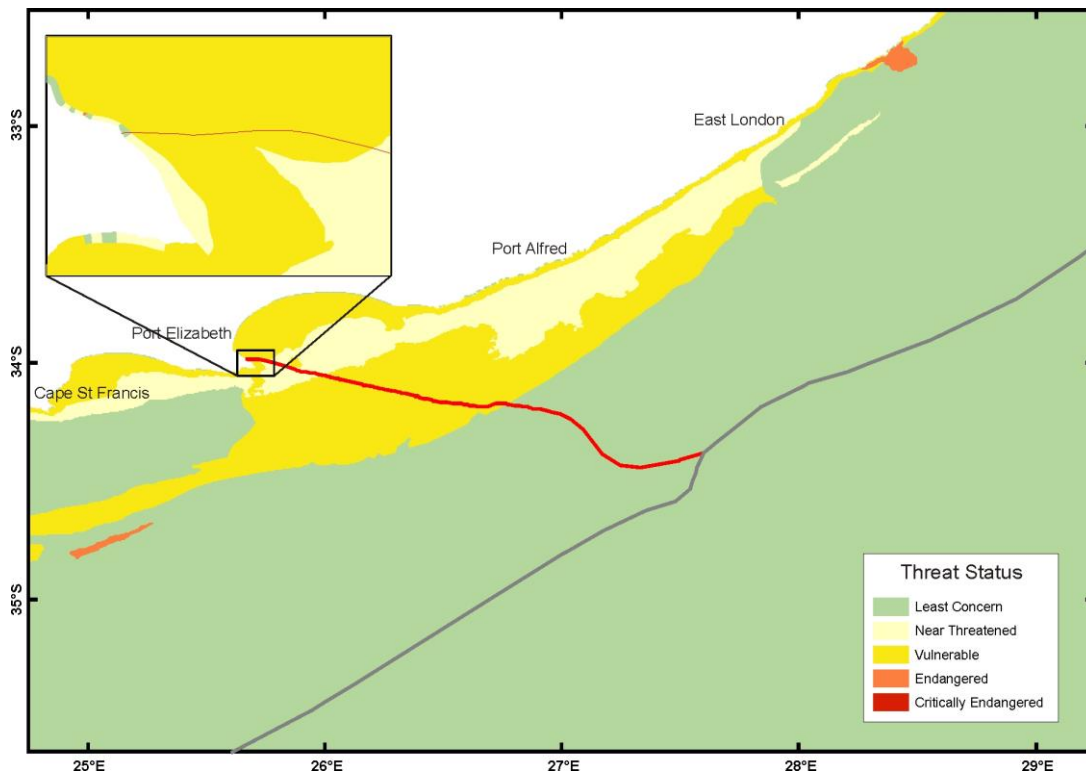 33°S
East London
Port Alfred
Port Elizabeth
34°S
Cape St Francis
35°S
Threat Status
Least Concern
Near Threatened
Vulnerable
Endangered
Critically Endangered
25°E
26°E
27°E
28°E
29°E